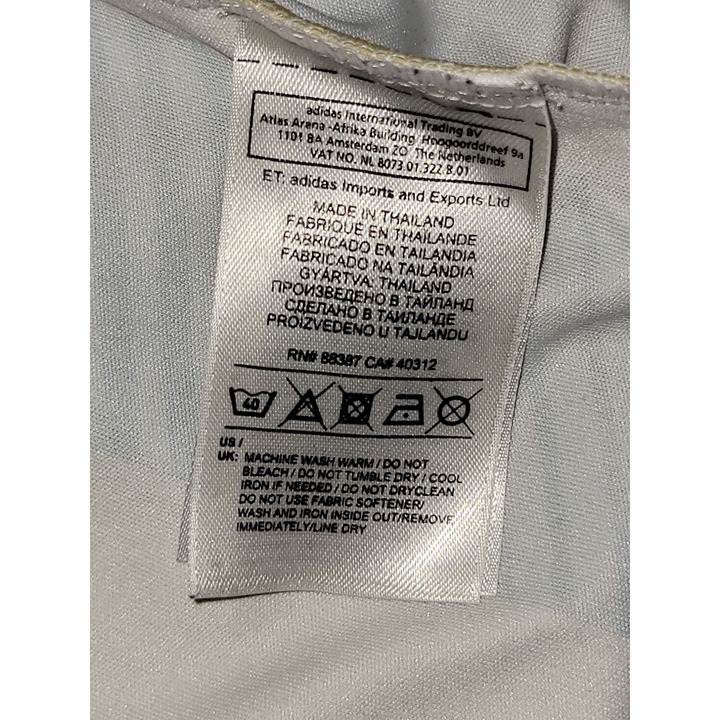 adidas International Trading BV
Atlas Arena -Afrika Building Hoogoorddreef 9a
1101 BA Amsterdam ZO The Netherlands
VAT NO. NL 8073.01.322.B.01
ET: adidas Imports and Exports Ltd
MADE IN THAILAND
FABRIQUÉ EN THAÏLANDE
FABRICADO EN TAILANDIA
FABRICADO NA TAILÂNDIA
GYÁRTVA: THAILAND
ПРОИЗВЕДЕНО В ТАЙЛАНД
СДЕЛАНО В ТАИЛАНДЕ
PROIZVEDENO U TAJLANDU
RN# 88387 CA# 40312
40
US /
UK: MACHINE WASH WARM / DO NOT
BLEACH / DO NOT TUMBLE DRY / COOL
IRON IF NEEDED / DO NOT DRYCLEAN
DO NOT USE FABRIC SOFTENER/
WASH AND IRON INSIDE OUT/REMOVE
IMMEDIATELY/LINE DRY